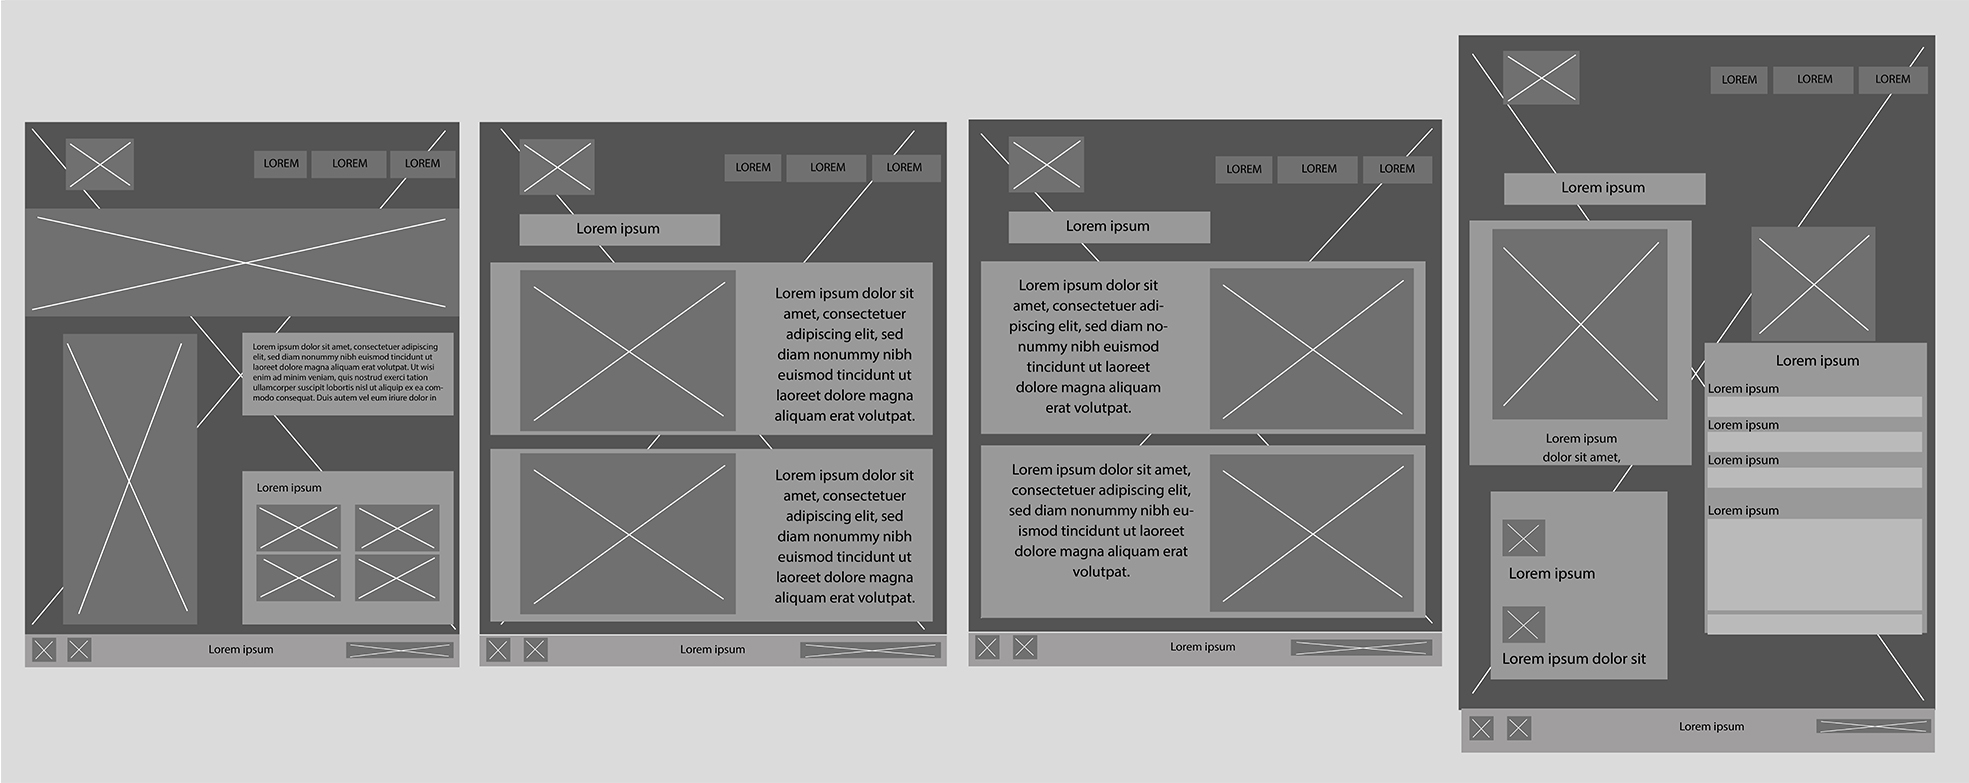 LOREM LOREM LOREM
Lorem ipsum dolor sit amet, consectetuer adipiscing
elit, sed diam nonummy nibh euismod tincidunt ut
laoreet dolore magna aliquam erat volutpat. Ut wisi
enim ad minim veniam, quis nostrud exerci tation
ullamcorper suscipit lobortis nisl ut aliquip ex ea com-
modo consequat. Duis autem vel eum iriure dolor in
Lorem ipsum
Lorem ipsum
LOREM LOREM LOREM
Lorem ipsum
Lorem ipsum dolor sit
amet, consectetuer
adipiscing elit, sed
diam nonummy nibh
euismod tincidunt ut
laoreet dolore magna
aliquam erat volutpat.
Lorem ipsum dolor sit
amet, consectetuer
adipiscing elit, sed
diam nonummy nibh
euismod tincidunt ut
laoreet dolore magna
aliquam erat volutpat.
Lorem ipsum
LOREM LOREM LOREM
Lorem ipsum
Lorem ipsum dolor sit
amet, consectetuer adi-
piscing elit, sed diam no-
nummy nibh euismod
tincidunt ut laoreet
dolore magna aliquam
erat volutpat.
Lorem ipsum dolor sit amet,
consectetuer adipiscing elit,
sed diam nonummy nibh eu-
ismod tincidunt ut laoreet
dolore magna aliquam erat
volutpat.
Lorem ipsum
LOREM LOREM LOREM
Lorem ipsum
Lorem ipsum
dolor sit amet,
Lorem ipsum
Lorem ipsum dolor sit
Lorem ipsum
Lorem ipsum
Lorem ipsum
Lorem ipsum
Lorem ipsum
Lorem ipsum